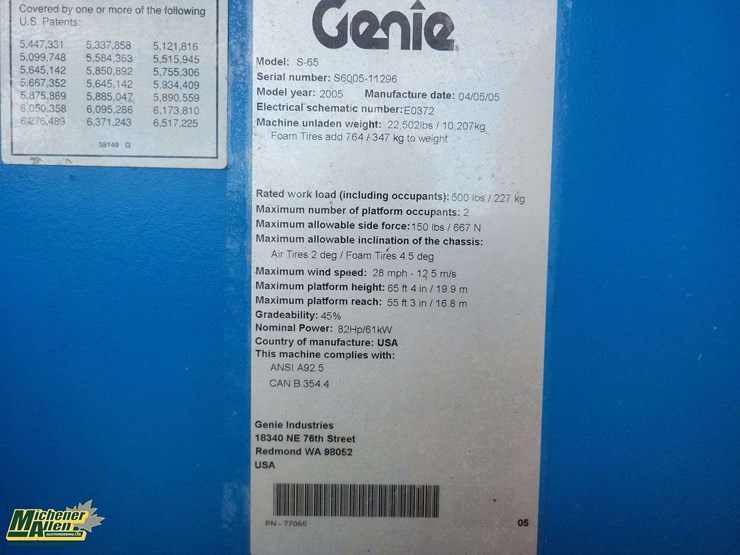 Covered by one or more of the following
U.S. Patents:
5,447,331 5,337,858 5,121,816
5,099,748 5,584,363 5,515,945
5,645,142 5,850,892 5,755,306
5,667,352 5,645,142 5,934,409
5,875,869 5,885,047 5,890,559
6,050,358 6,095,286 6,173,810
6,276,489 6,371,243 6,517,225
38148 G
Genie
Model: S-65
Serial number: S6005-11296
Model year: 2005 Manufacture date: 04/05/05
Electrical schematic number: E0372
Machine unladen weight: 22,502lbs / 10,207kg
Foam Tires add 764 / 347 kg to weight
Rated work load (including occupants): 500 lbs / 227 kg
Maximum number of platform occupants: 2
Maximum allowable side force: 150 lbs / 667 N
Maximum allowable inclination of the chassis:
Air Tires 2 deg / Foam Tires 4.5 deg
Maximum wind speed: 28 mph - 12.5 m/s
Maximum platform height: 65 ft 4 in / 19.9 m
Maximum platform reach: 55 ft 3 in / 16.8 m
Gradeability: 45%
Nominal Power: 82Hp/61kW
Country of manufacture: USA
This machine complies with:
ANSI A92.5
CAN B.354.4
Genie Industries
18340 NE 76th Street
Redmond WA 98052
USA
PN - 77055 05
Michener
Allen
AUCTIONEERING LTD.